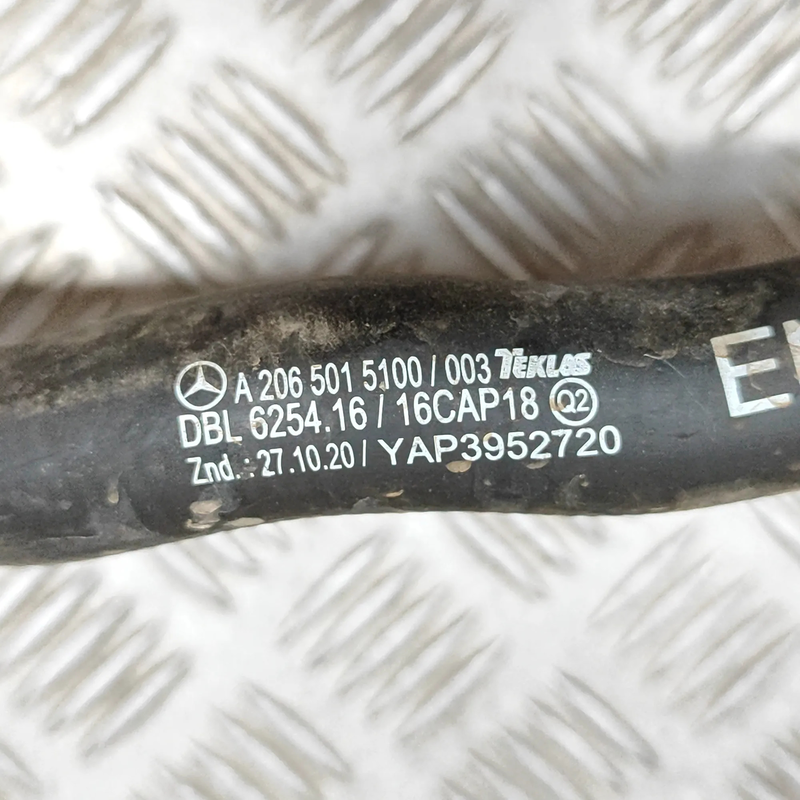 A 206 501 5100 / 003 TEKLAS
DBL 6254.16 / 16CAP18 Q2
Znd. : 27.10.20 / YAP3952720